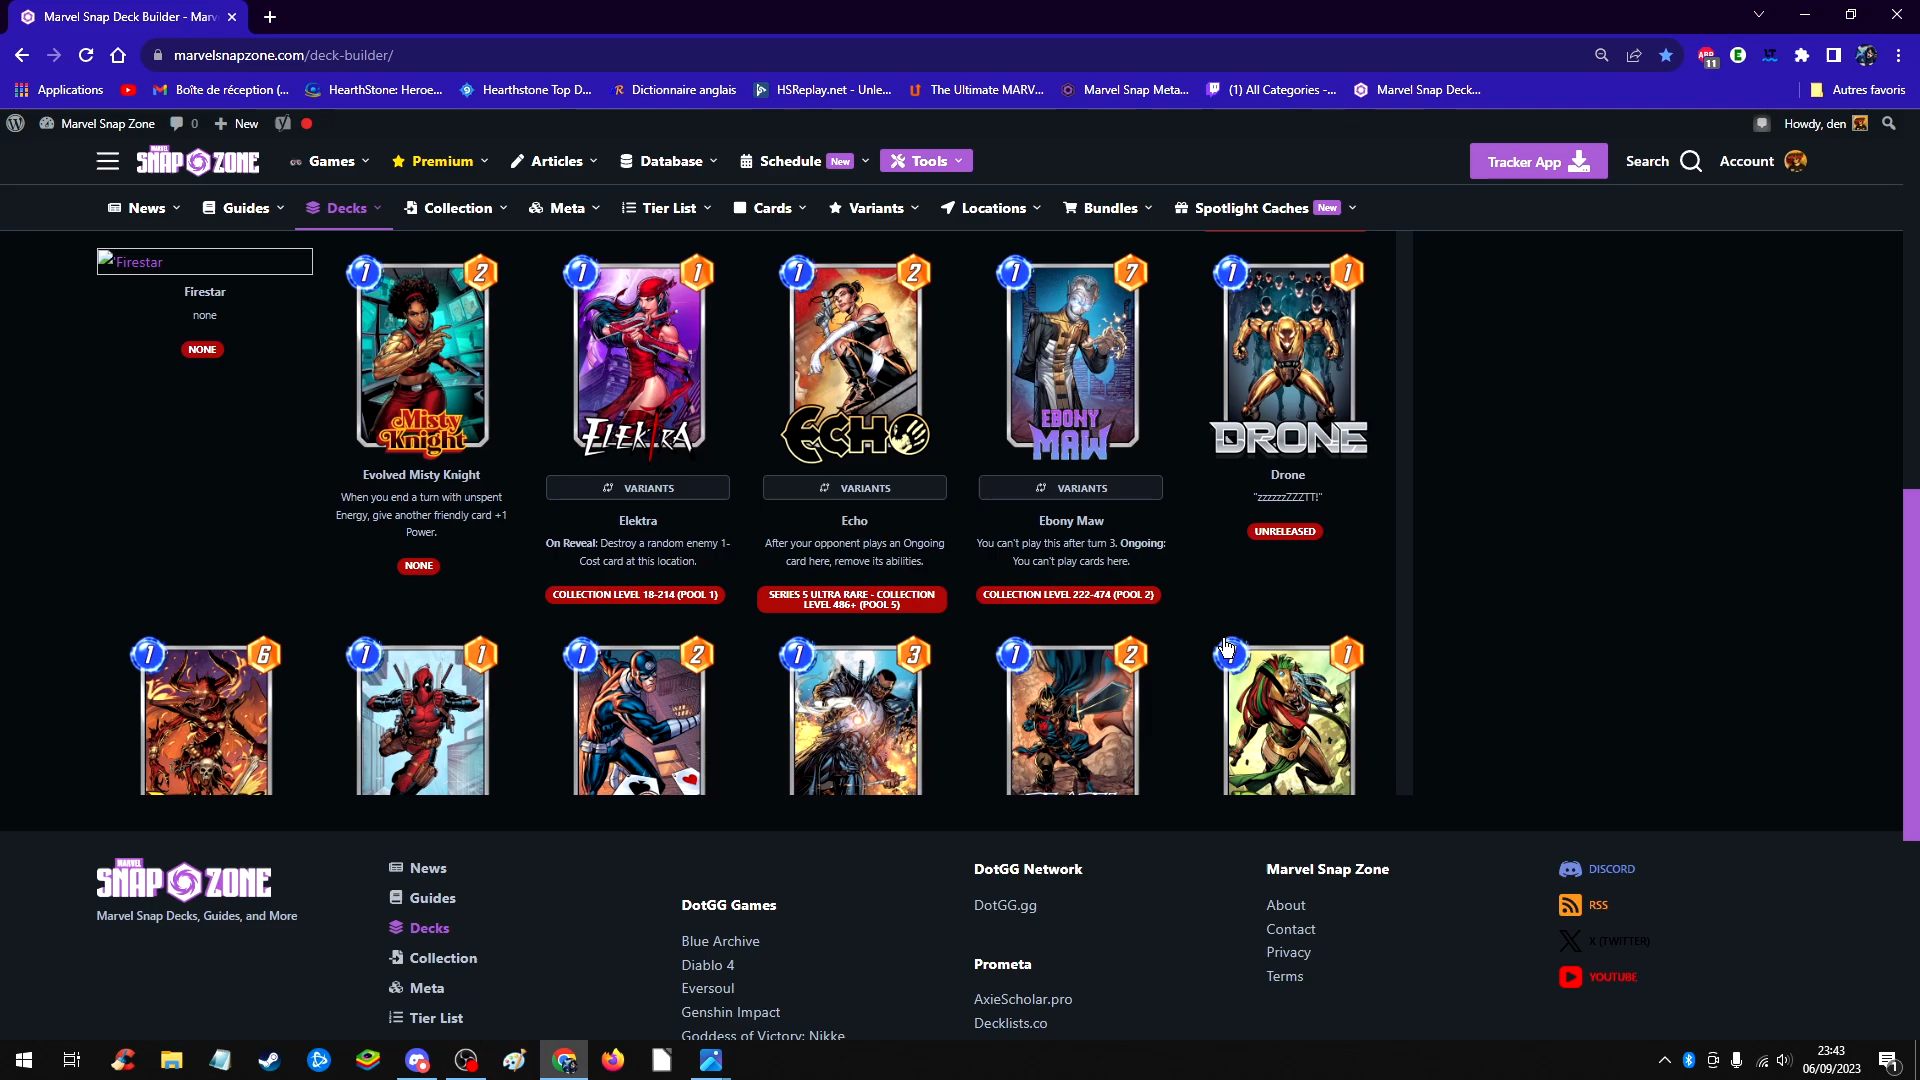 Marvel Snap Deck Builder - Marv
marvelsnapzone.com/deck-builder/
11
Applications
Boîte de réception (...
HearthStone: Heroe...
Hearthstone Top D...
Dictionnaire anglais
HSReplay.net - Unle...
The Ultimate MARV...
Marvel Snap Meta...
(1) All Categories -...
Marvel Snap Deck...
Autres favoris
Marvel Snap Zone
0
New
Howdy, den
MARVEL SNAP ZONE
Games
Premium
Articles
Database
Schedule New
Tools
Tracker App
Search
Account
News
Guides
Decks
Collection
Meta
Tier List
Cards
Variants
Locations
Bundles
Spotlight Caches New
Firestar
1 2
1 1
1 2
1 7
1 1
Firestar
none
NONE
Misty Knight
ELEKTRA
ECHO
EBONY MAW
DRONE
Evolved Misty Knight
When you end a turn with unspent
Energy, give another friendly card +1
Power.
NONE
VARIANTS
Elektra
On Reveal: Destroy a random enemy 1-
Cost card at this location.
COLLECTION LEVEL 18-214 (POOL 1)
VARIANTS
Echo
After your opponent plays an Ongoing
card here, remove its abilities.
SERIES 5 ULTRA RARE - COLLECTION
LEVEL 486+ (POOL 5)
VARIANTS
Ebony Maw
You can't play this after turn 3. Ongoing:
You can't play cards here.
COLLECTION LEVEL 222-474 (POOL 2)
Drone
"zzzzzzZZZTT!"
UNRELEASED
1 6
1 1
1 2
1 3
1 2
1
MARVEL SNAP ZONE
Marvel Snap Decks, Guides, and More
News
Guides
Decks
Collection
Meta
Tier List
DotGG Games
Blue Archive
Diablo 4
Eversoul
Genshin Impact
Goddess of Victory: Nikke
DotGG Network
DotGG.gg
Prometa
AxieScholar.pro
Decklists.co
Marvel Snap Zone
About
Contact
Privacy
Terms
DISCORD
RSS
X (TWITTER)
YOUTUBE
23:43
06/09/2023
1